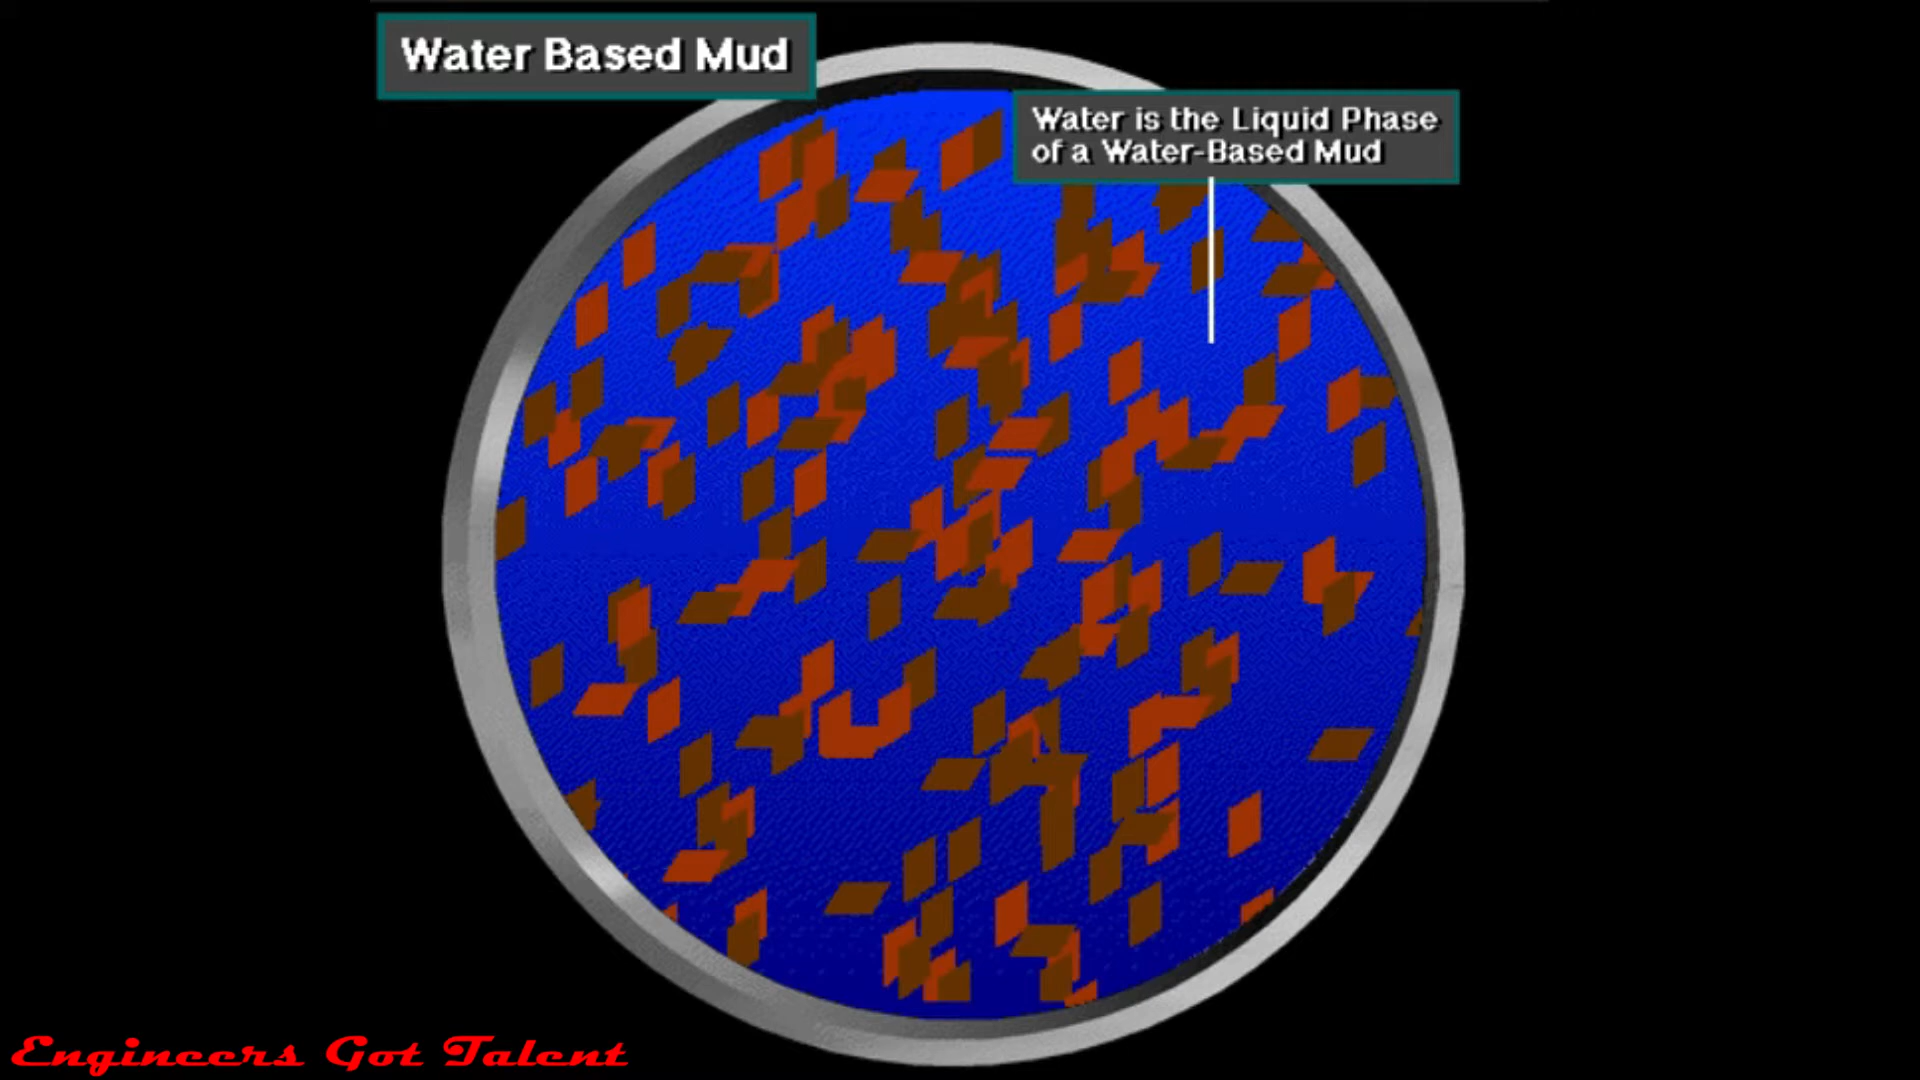 Water Based Mud
Water is the Liquid Phase
of a Water-Based Mud
Engineers Got Talent